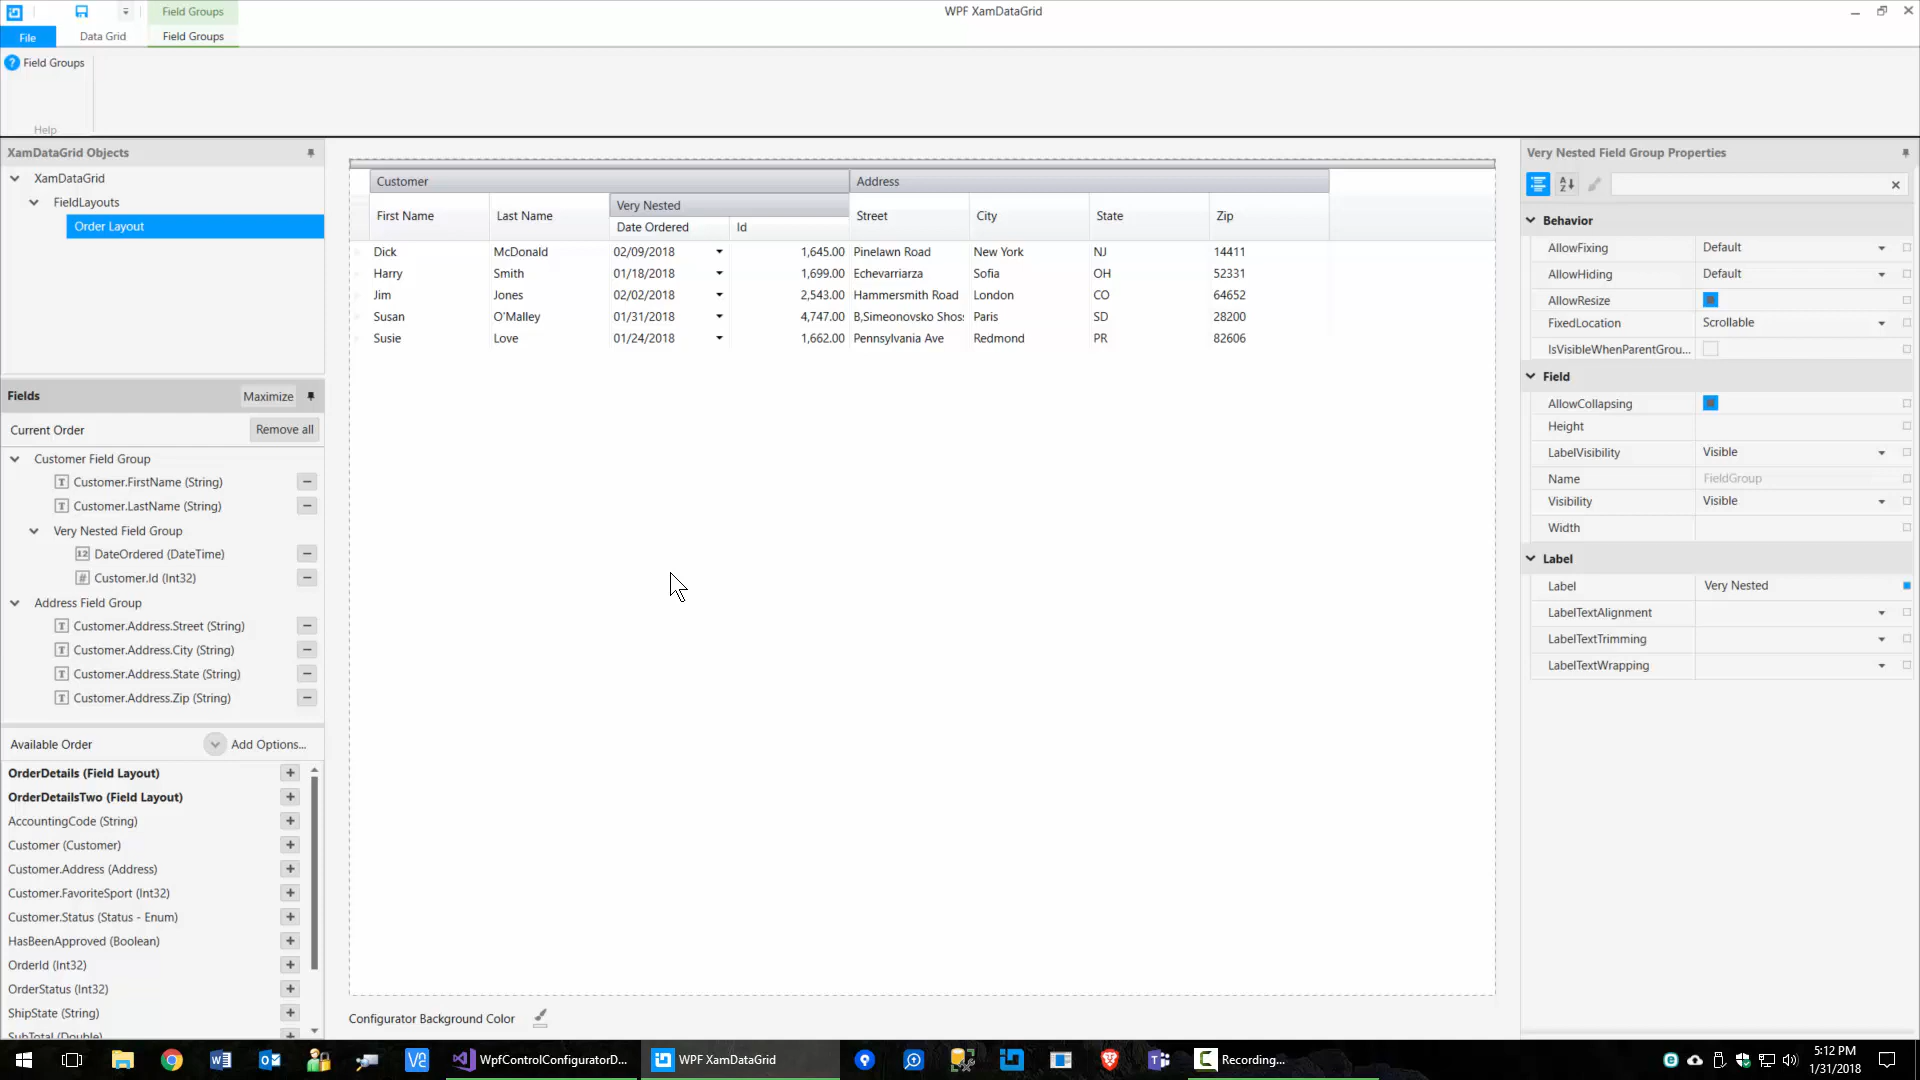 Field Groups
WPF XamDataGrid
File
Data Grid
Field Groups
? Field Groups
Help
XamDataGrid Objects
XamDataGrid
FieldLayouts
Order Layout
Fields
Maximize
Current Order
Remove all
Customer Field Group
T Customer.FirstName (String)
T Customer.LastName (String)
Very Nested Field Group
12 DateOrdered (DateTime)
# Customer.Id (Int32)
Address Field Group
T Customer.Address.Street (String)
T Customer.Address.City (String)
T Customer.Address.State (String)
T Customer.Address.Zip (String)
Available Order
Add Options...
OrderDetails (Field Layout)
OrderDetailsTwo (Field Layout)
AccountingCode (String)
Customer (Customer)
Customer.Address (Address)
Customer.FavoriteSport (Int32)
Customer.Status (Status - Enum)
HasBeenApproved (Boolean)
OrderId (Int32)
OrderStatus (Int32)
ShipState (String)
SubTotal (Double)
Customer Address
First Name Last Name Very Nested Street City State Zip
Date Ordered Id
Dick McDonald 02/09/2018 1,645.00 Pinelawn Road New York NJ 14411
Harry Smith 01/18/2018 1,699.00 Echevarriarza Sofia OH 52331
Jim Jones 02/02/2018 2,543.00 Hammersmith Road London CO 64652
Susan O'Malley 01/31/2018 4,747.00 B,Simeonovsko Shos: Paris SD 28200
Susie Love 01/24/2018 1,662.00 Pennsylvania Ave Redmond PR 82606
Configurator Background Color
Very Nested Field Group Properties
Behavior
AllowFixing Default
AllowHiding Default
AllowResize
FixedLocation Scrollable
IsVisibleWhenParentGrou...
Field
AllowCollapsing
Height
LabelVisibility Visible
Name FieldGroup
Visibility Visible
Width
Label
Label Very Nested
LabelTextAlignment
LabelTextTrimming
LabelTextWrapping
WpfControlConfiguratorD...
WPF XamDataGrid
Recording...
5:12 PM
1/31/2018